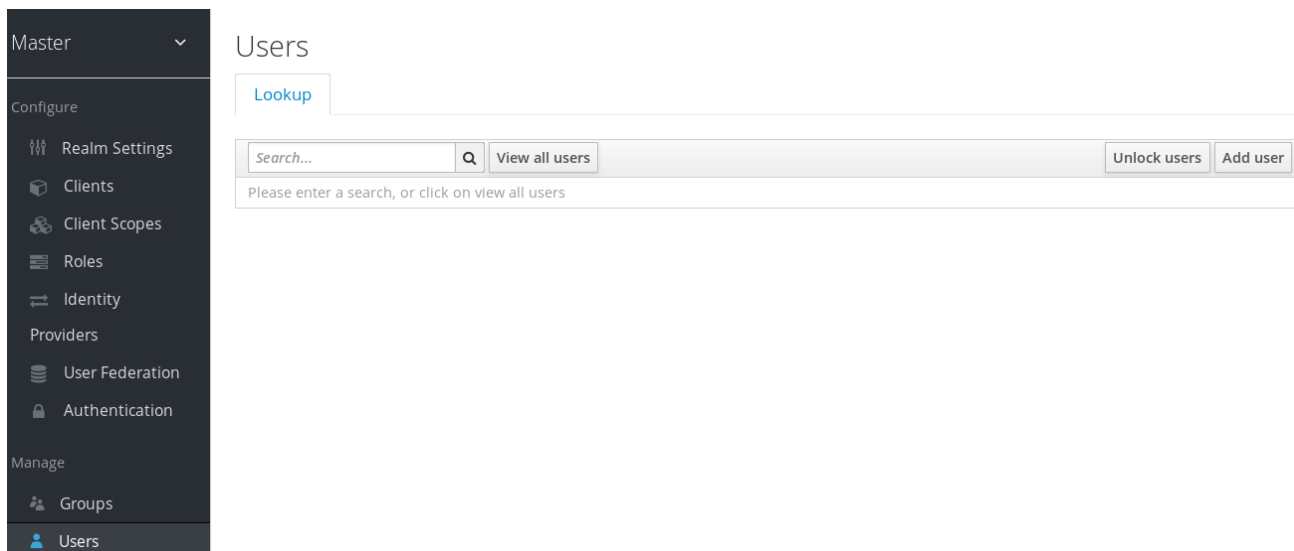 Master
Configure
Realm Settings
Clients
Client Scopes
Roles
Identity
Providers
User Federation
Authentication
Manage
Groups
Users
Users
Lookup
Search... View all users Unlock users Add user
Please enter a search, or click on view all users